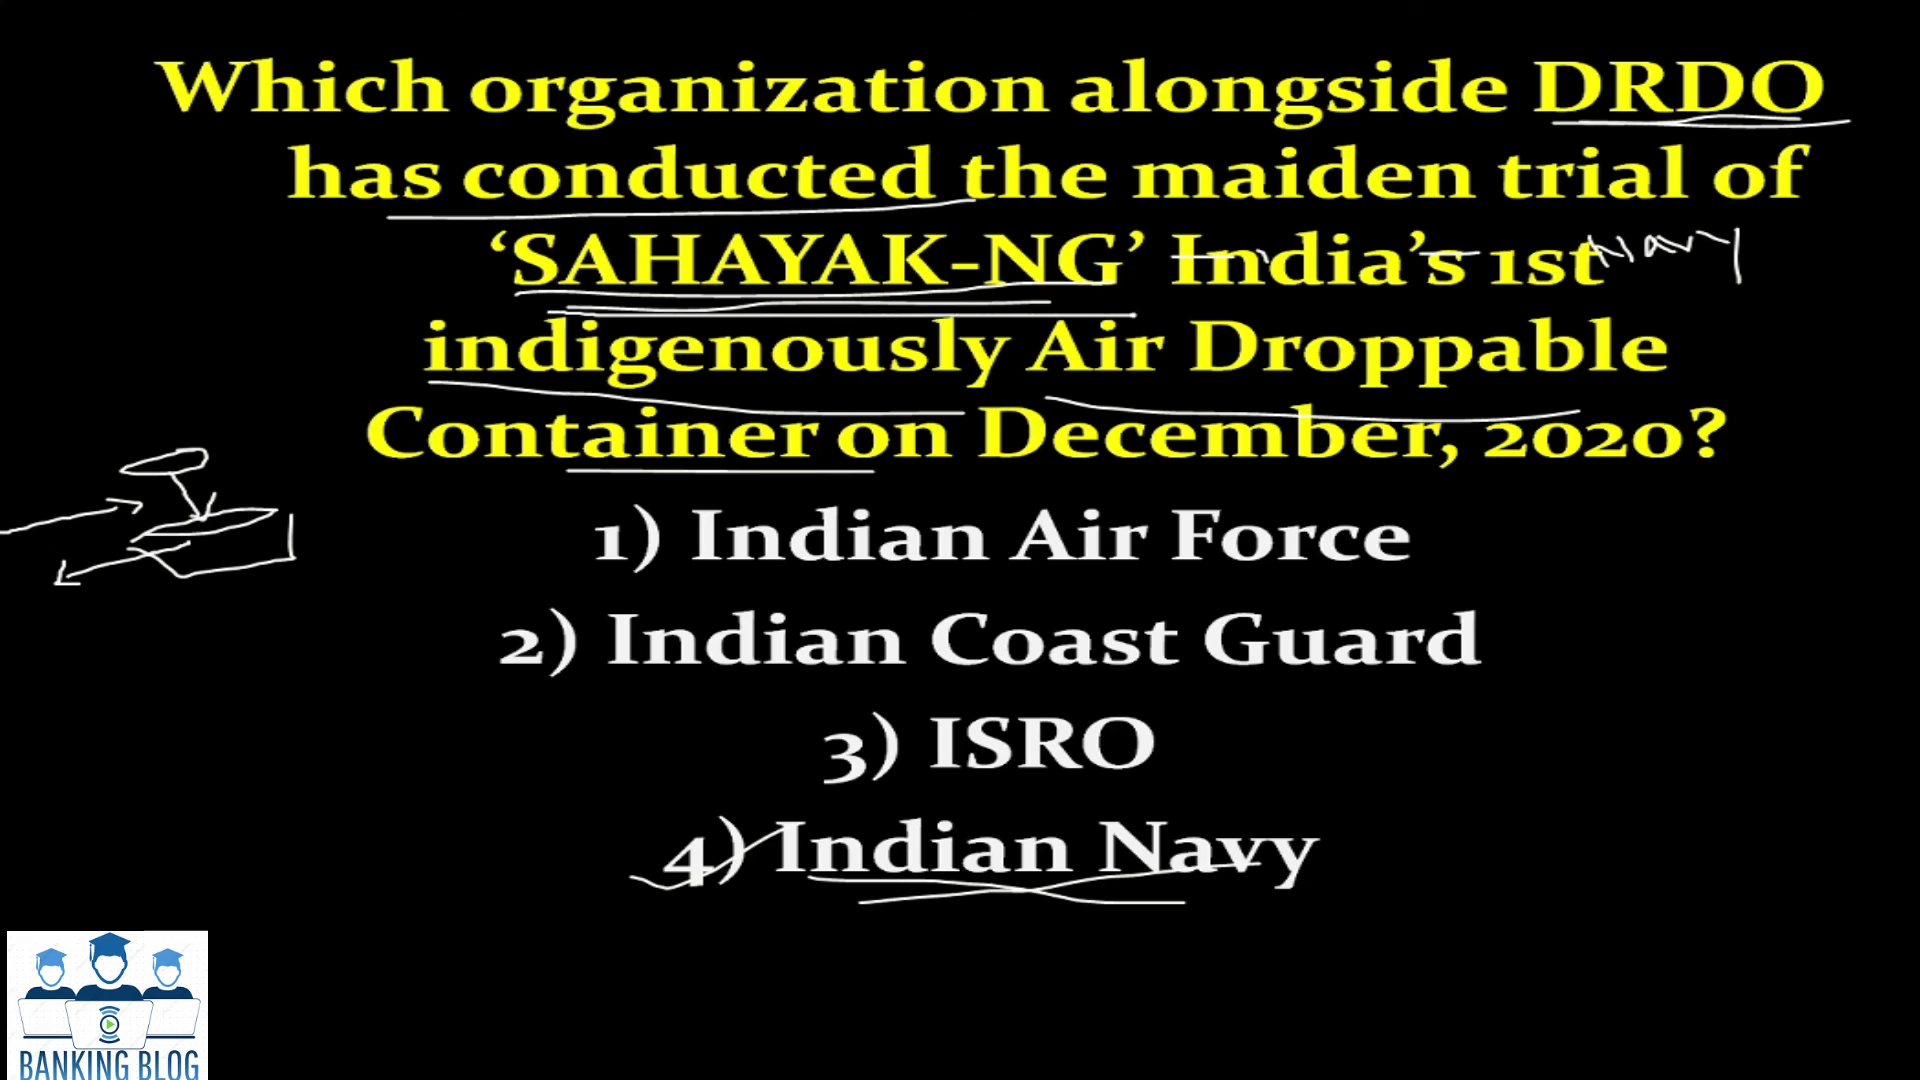 Which organization alongside DRDO
has conducted the maiden trial of
‘SAHAYAK-NG’ India’s 1st Navy
indigenously Air Droppable
Container on December, 2020?
1) Indian Air Force
2) Indian Coast Guard
3) ISRO
4) Indian Navy
BANKING BLOG